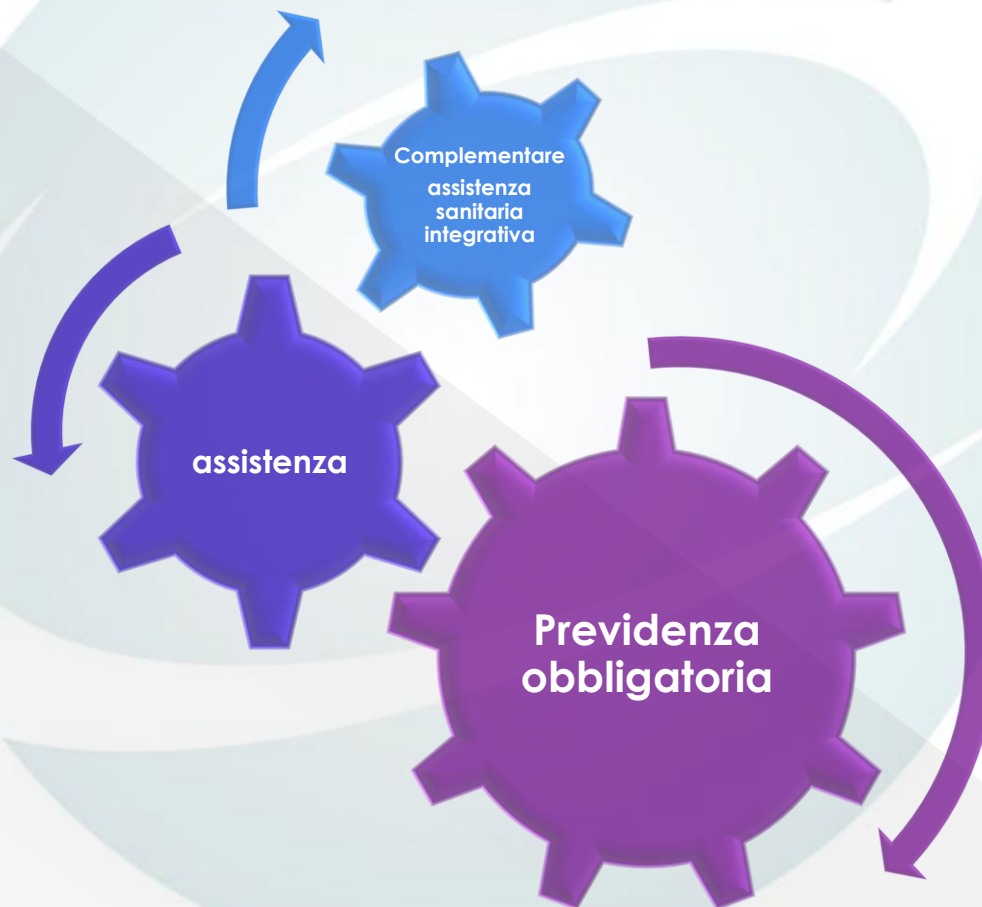 Complementare
assistenza
sanitaria
integrativa
assistenza
Previdenza
obbligatoria